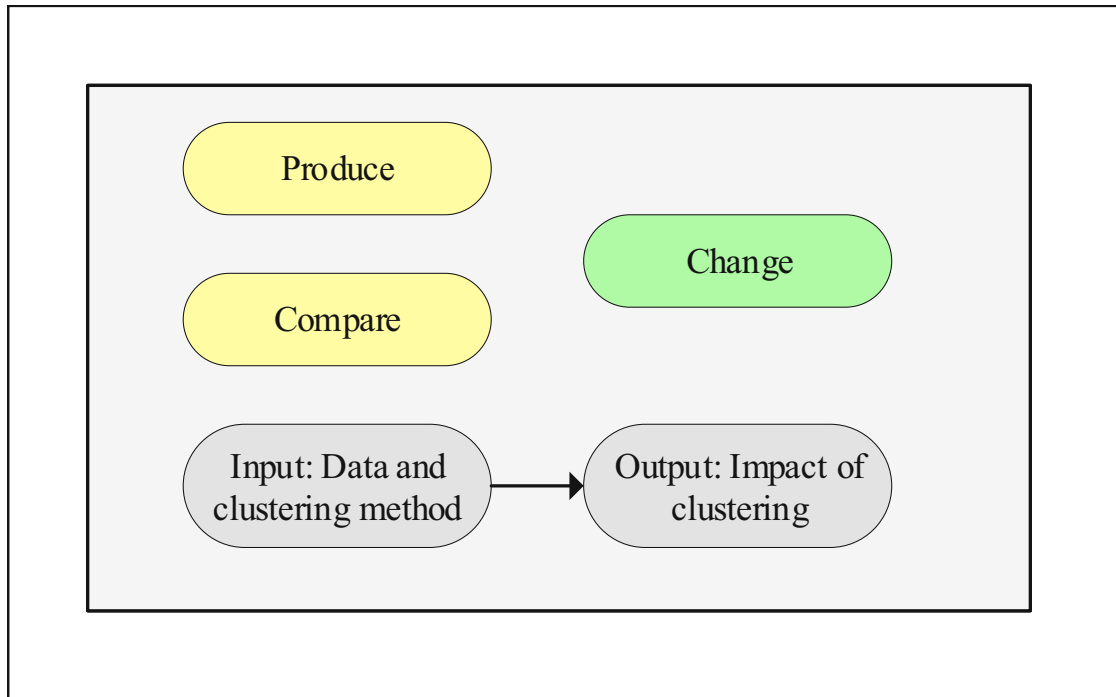 Produce
Change
Compare
Input: Data and
clustering method
Output: Impact of
clustering